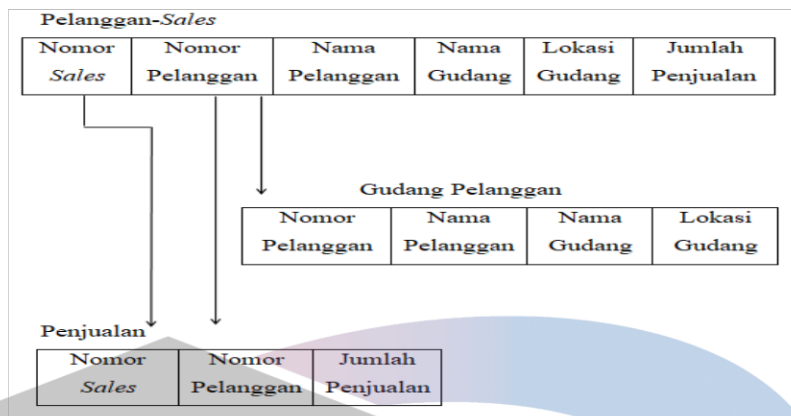 Pelanggan-Sales
Nomor Nomor Nama Nama Lokasi Jumlah
Sales Pelanggan Pelanggan Gudang Gudang Penjualan
Gudang Pelanggan
Nomor Nama Nama Lokasi
Pelanggan Pelanggan Gudang Gudang
Penjualan
Nomor Nomor Jumlah
Sales Pelanggan Penjualan